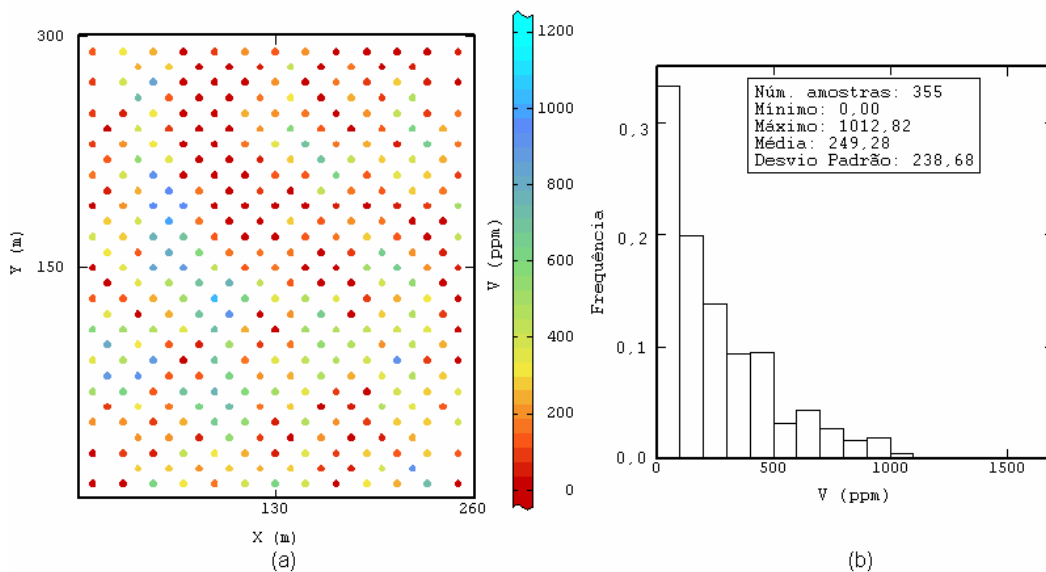 300
150
Y (m)
130
260
X (m)
(a)
1200
1000
800
600
400
200
0
V (ppm)
Núm. amostras: 355
Mínimo: 0,00
Máximo: 1012,82
Média: 249,28
Desvio Padrão: 238,68
0,3
0,2
0,1
0,0
Frequência
0
500
1000
1500
V (ppm)
(b)